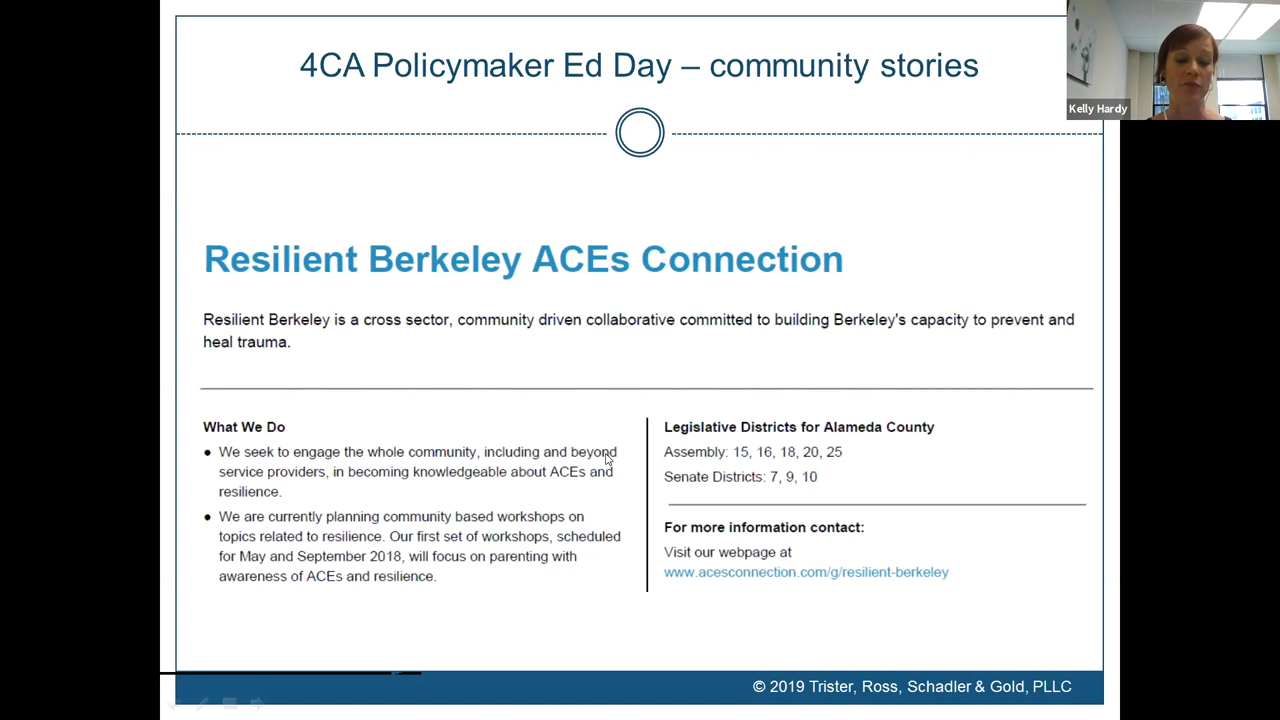 4CA Policymaker Ed Day – community stories
Kelly Hardy
Resilient Berkeley ACEs Connection
Resilient Berkeley is a cross sector, community driven collaborative committed to building Berkeley's capacity to prevent and
heal trauma.
What We Do
● We seek to engage the whole community, including and beyond
service providers, in becoming knowledgeable about ACEs and
resilience.
● We are currently planning community based workshops on
topics related to resilience. Our first set of workshops, scheduled
for May and September 2018, will focus on parenting with
awareness of ACEs and resilience.
Legislative Districts for Alameda County
Assembly: 15, 16, 18, 20, 25
Senate Districts: 7, 9, 10
For more information contact:
Visit our webpage at
www.acesconnection.com/g/resilient-berkeley
© 2019 Trister, Ross, Schadler & Gold, PLLC